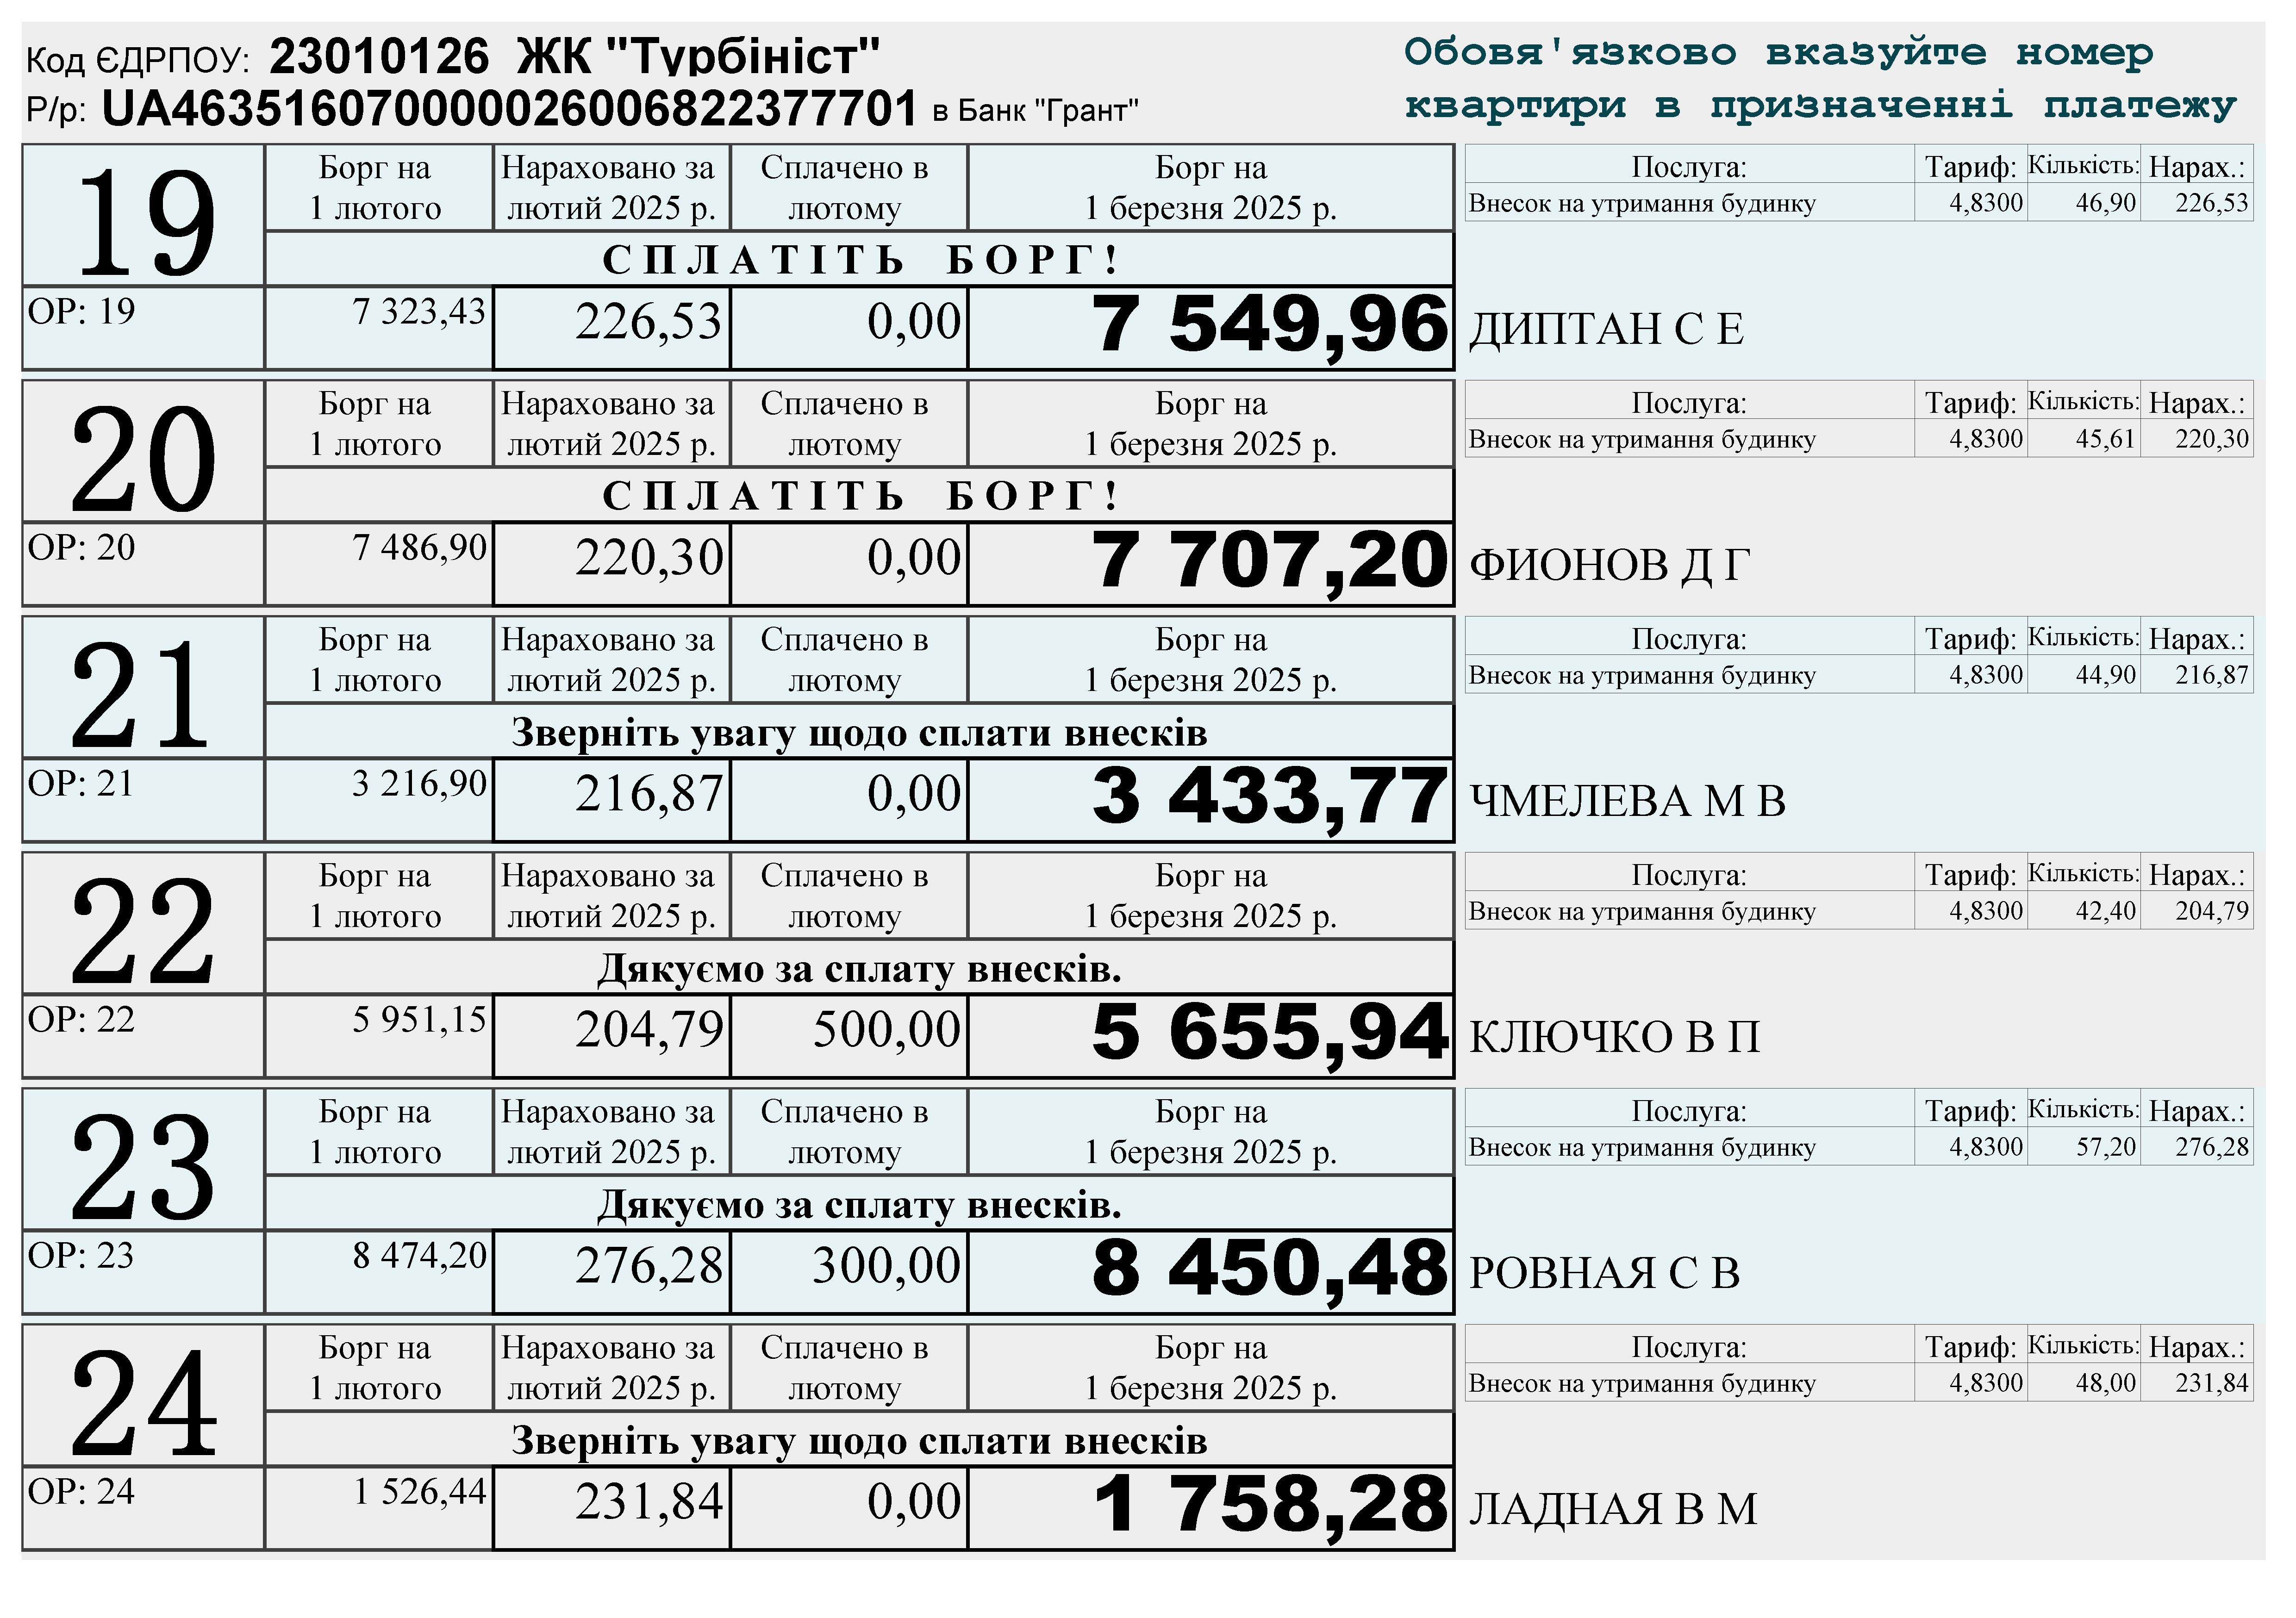 Код ЄДРПОУ: 23010126 ЖК "Турбініст"
Р/р: UA463516070000026006822377701 в Банк "Грант"
Обовя'язково вказуйте номер
квартири в призначенні платежу
19
Борг на
1 лютого
Нараховано за
лютий 2025 р.
Сплачено в
лютому
Борг на
1 березня 2025 р.
С П Л А Т І Т Ь Б О Р Г !
ОР: 19 7 323,43 226,53 0,00 7 549,96
Послуга: Тариф: Кількість: Нарах.:
Внесок на утримання будинку 4,8300 46,90 226,53
ДИПТАН С Е
20
Борг на
1 лютого
Нараховано за
лютий 2025 р.
Сплачено в
лютому
Борг на
1 березня 2025 р.
С П Л А Т І Т Ь Б О Р Г !
ОР: 20 7 486,90 220,30 0,00 7 707,20
Послуга: Тариф: Кількість: Нарах.:
Внесок на утримання будинку 4,8300 45,61 220,30
ФИОНОВ Д Г
21
Борг на
1 лютого
Нараховано за
лютий 2025 р.
Сплачено в
лютому
Борг на
1 березня 2025 р.
Зверніть увагу щодо сплати внесків
ОР: 21 3 216,90 216,87 0,00 3 433,77
Послуга: Тариф: Кількість: Нарах.:
Внесок на утримання будинку 4,8300 44,90 216,87
ЧМЕЛЕВА М В
22
Борг на
1 лютого
Нараховано за
лютий 2025 р.
Сплачено в
лютому
Борг на
1 березня 2025 р.
Дякуємо за сплату внесків.
ОР: 22 5 951,15 204,79 500,00 5 655,94
Послуга: Тариф: Кількість: Нарах.:
Внесок на утримання будинку 4,8300 42,40 204,79
КЛЮЧКО В П
23
Борг на
1 лютого
Нараховано за
лютий 2025 р.
Сплачено в
лютому
Борг на
1 березня 2025 р.
Дякуємо за сплату внесків.
ОР: 23 8 474,20 276,28 300,00 8 450,48
Послуга: Тариф: Кількість: Нарах.:
Внесок на утримання будинку 4,8300 57,20 276,28
РОВНАЯ С В
24
Борг на
1 лютого
Нараховано за
лютий 2025 р.
Сплачено в
лютому
Борг на
1 березня 2025 р.
Зверніть увагу щодо сплати внесків
ОР: 24 1 526,44 231,84 0,00 1 758,28
Послуга: Тариф: Кількість: Нарах.:
Внесок на утримання будинку 4,8300 48,00 231,84
ЛАДНАЯ В М